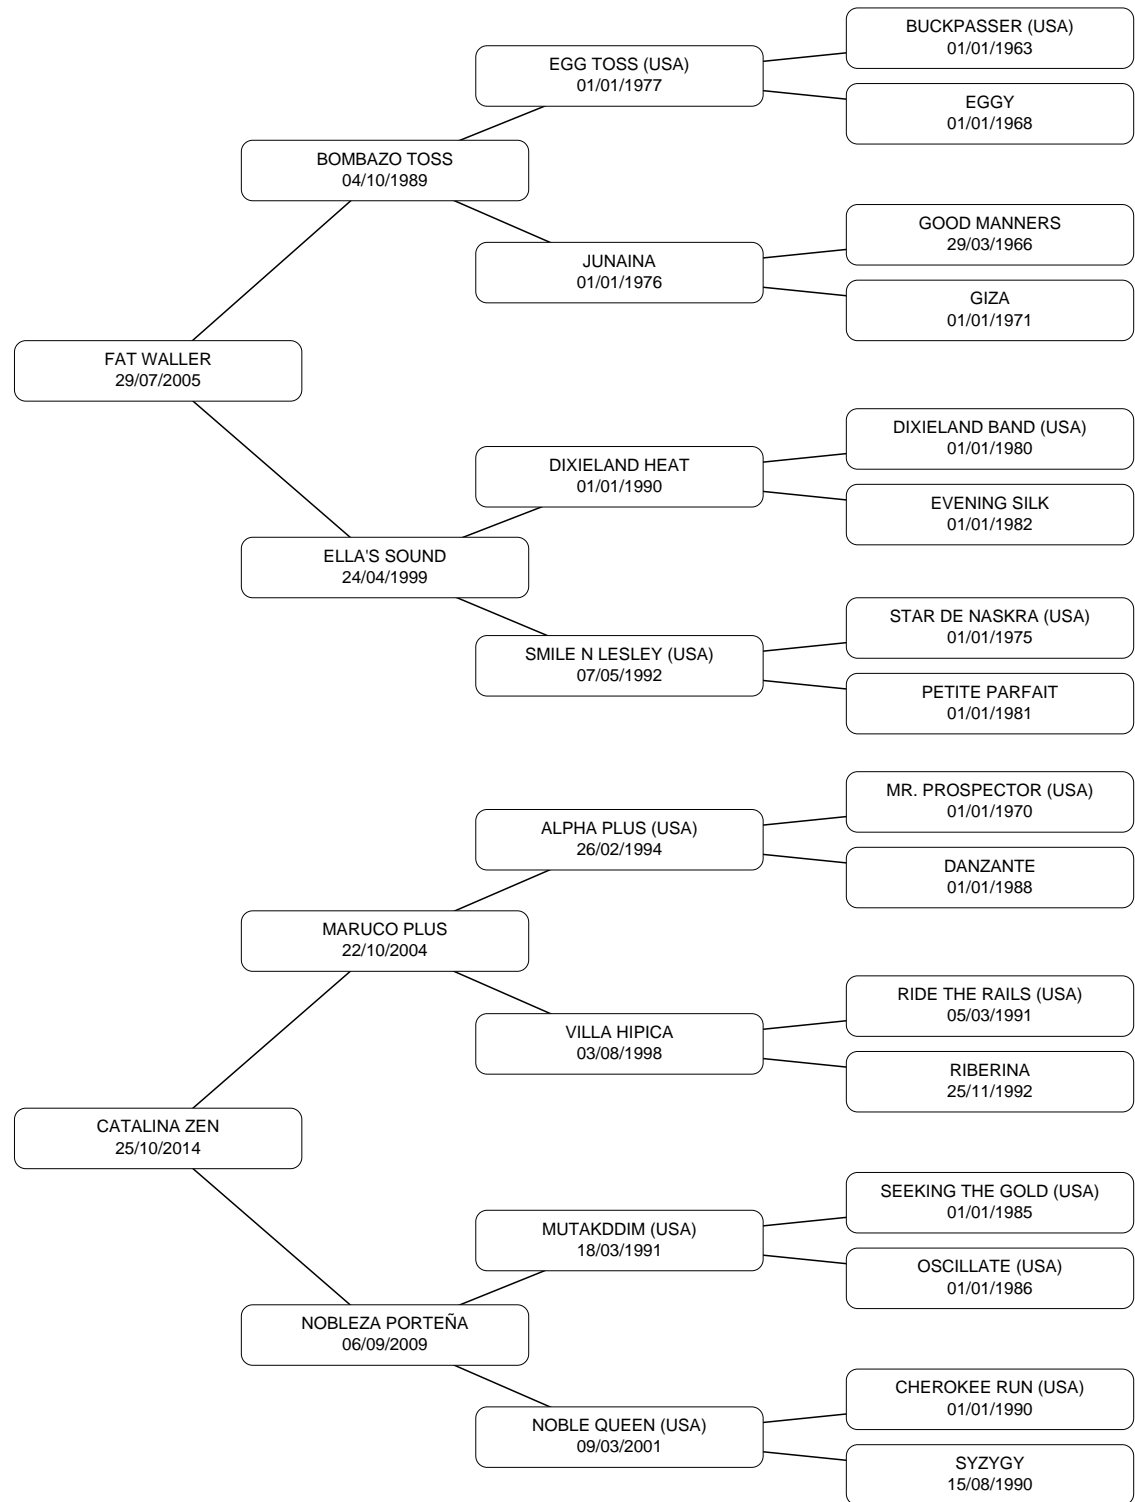 BUCKPASSER (USA)
01/01/1963
EGG TOSS (USA)
01/01/1977
EGGY
01/01/1968
BOMBAZO TOSS
04/10/1989
GOOD MANNERS
29/03/1966
JUNAINA
01/01/1976
GIZA
01/01/1971
FAT WALLER
29/07/2005
DIXIELAND BAND (USA)
01/01/1980
DIXIELAND HEAT
01/01/1990
EVENING SILK
01/01/1982
ELLA'S SOUND
24/04/1999
STAR DE NASKRA (USA)
01/01/1975
SMILE N LESLEY (USA)
07/05/1992
PETITE PARFAIT
01/01/1981
MR. PROSPECTOR (USA)
01/01/1970
ALPHA PLUS (USA)
26/02/1994
DANZANTE
01/01/1988
MARUCO PLUS
22/10/2004
RIDE THE RAILS (USA)
05/03/1991
VILLA HIPICA
03/08/1998
RIBERINA
25/11/1992
CATALINA ZEN
25/10/2014
SEEKING THE GOLD (USA)
01/01/1985
MUTAKDDIM (USA)
18/03/1991
OSCILLATE (USA)
01/01/1986
NOBLEZA PORTEÑA
06/09/2009
CHEROKEE RUN (USA)
01/01/1990
NOBLE QUEEN (USA)
09/03/2001
SYZYGY
15/08/1990